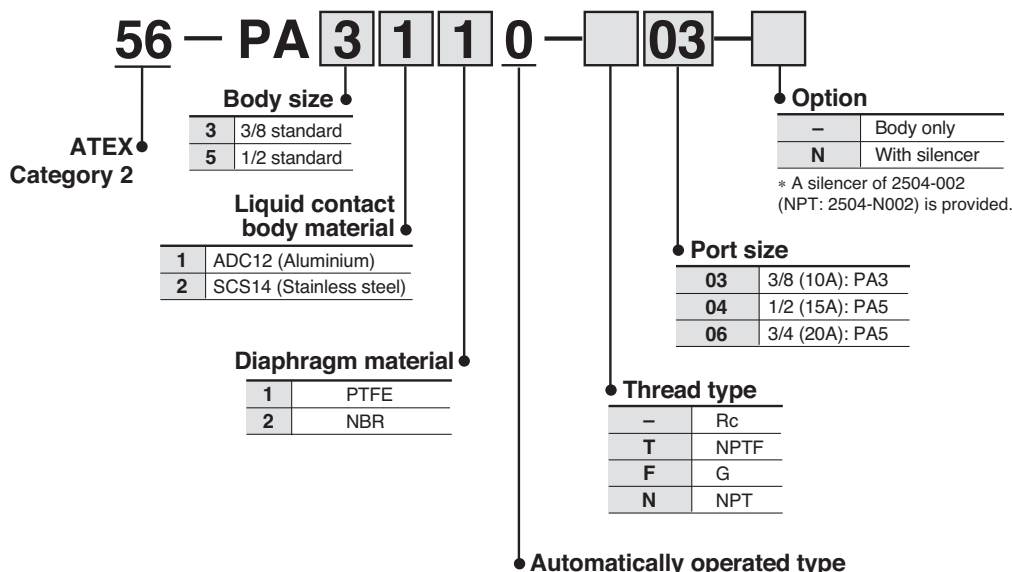 56 — PA 3 1 1 0 — 03 —
ATEX
Category 2
Body size
3 3/8 standard
5 1/2 standard
Liquid contact
body material
1 ADC12 (Aluminium)
2 SCS14 (Stainless steel)
Diaphragm material
1 PTFE
2 NBR
Option
– Body only
N With silencer
* A silencer of 2504-002
(NPT: 2504-N002) is provided.
Port size
03 3/8 (10A): PA3
04 1/2 (15A): PA5
06 3/4 (20A): PA5
Thread type
– Rc
T NPTF
F G
N NPT
Automatically operated type